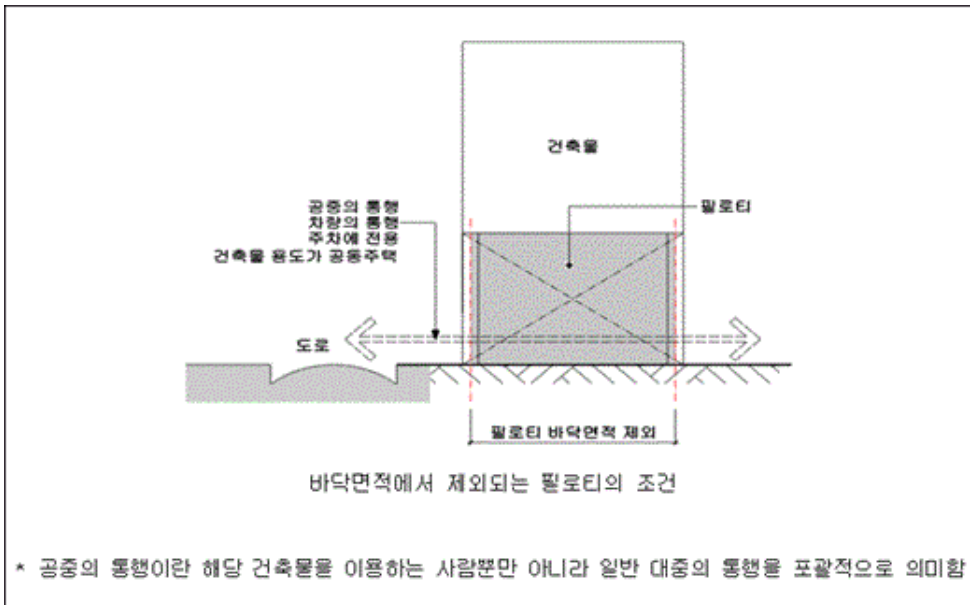 건축물
필로티
공중의 통행
차량의 통행
주차에 전용
건축물 용도가 공동주택
도로
필로티 바닥면적 제외
바닥면적에서 제외되는 필로티의 조건
* 공중의 통행이란 해당 건축물을 이용하는 사람뿐만 아니라 일반 대중의 통행을 포괄적으로 의미함